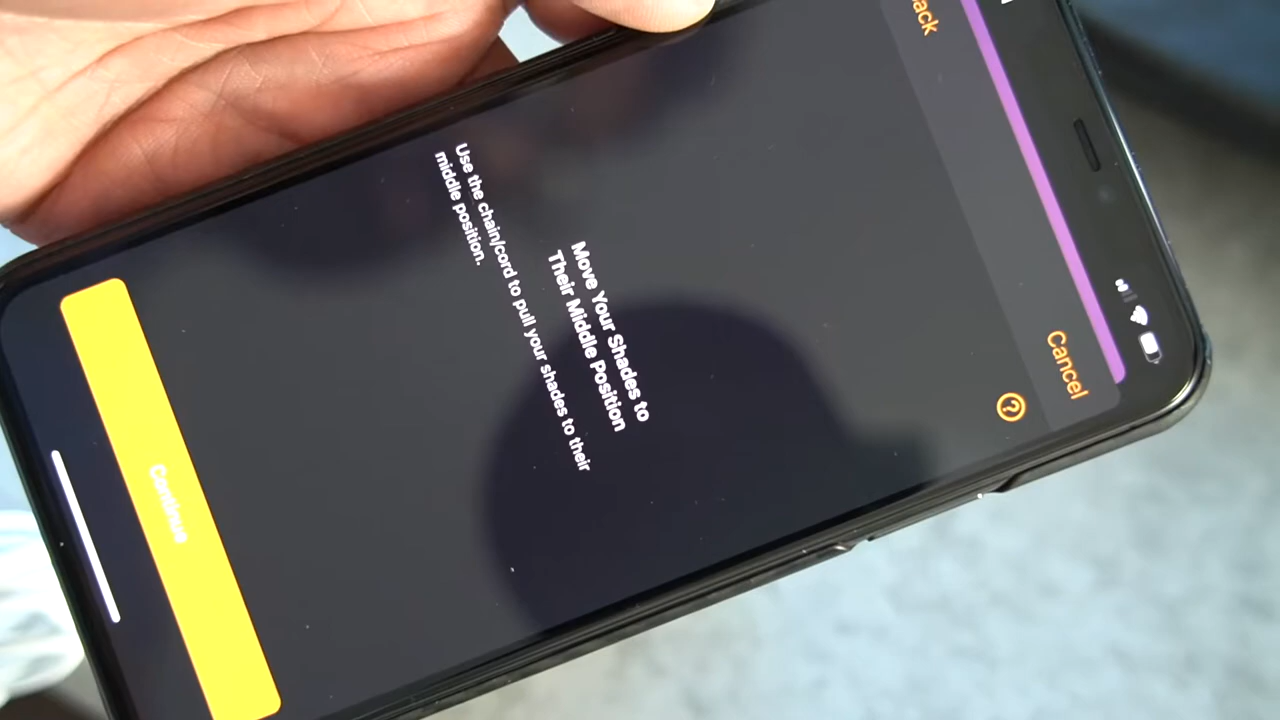 Cancel
Move Your Shades to
Their Middle Position
Use the chain/cord to pull your shades to their
middle position.
Continue